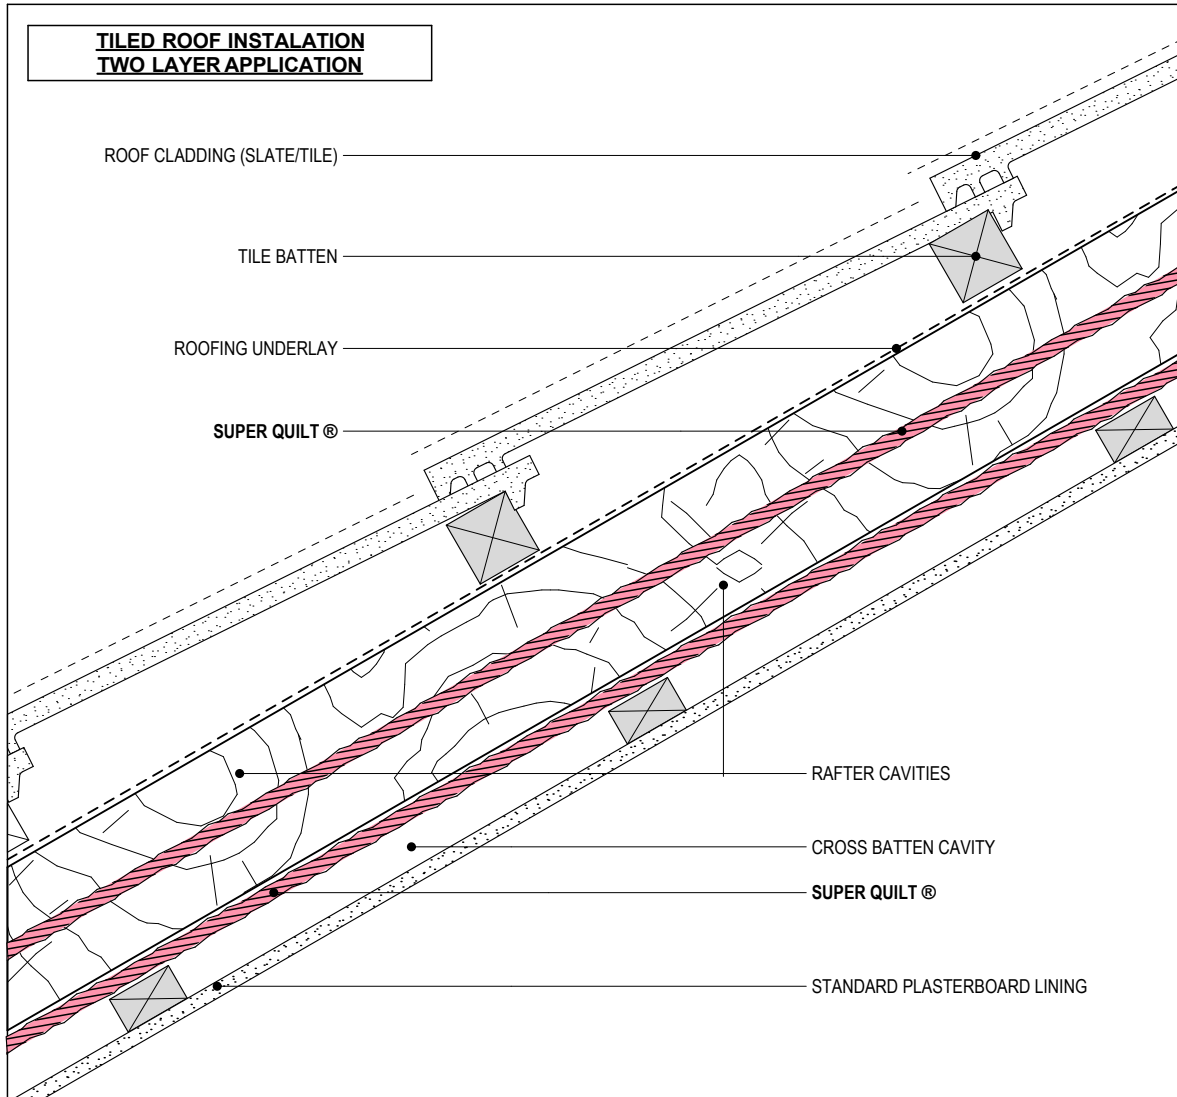 TILED ROOF INSTALATION
TWO LAYER APPLICATION
ROOF CLADDING (SLATE/TILE)
TILE BATTEN
ROOFING UNDERLAY
SUPER QUILT ®
RAFTER CAVITIES
CROSS BATTEN CAVITY
SUPER QUILT ®
STANDARD PLASTERBOARD LINING